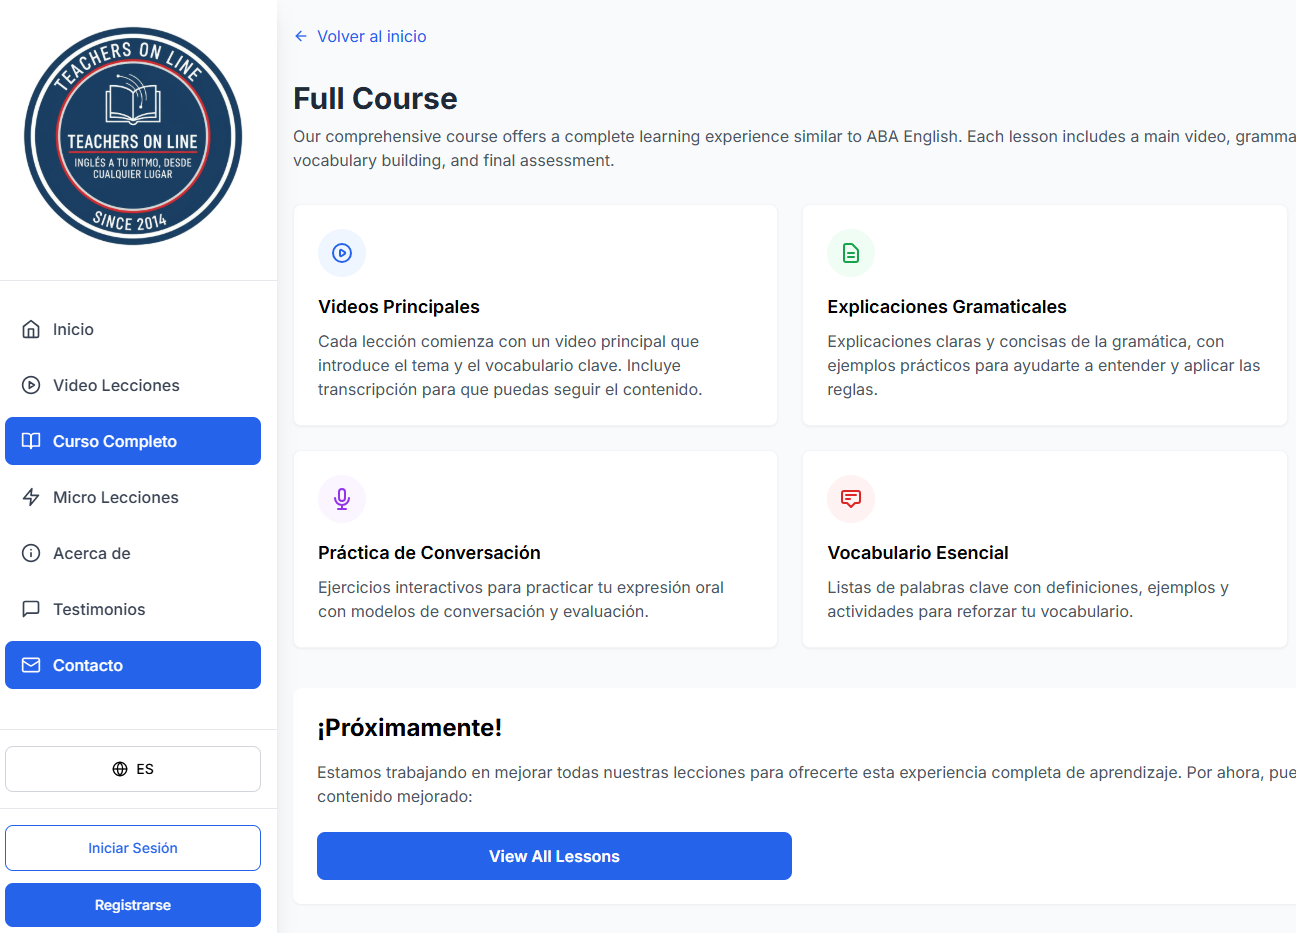 TEACHERS ON LINE
TEACHERS ON LINE
INGLÉS A TU RITMO, DESDE
CUALQUIER LUGAR
SINCE 2014
Inicio
Video Lecciones
Curso Completo
Micro Lecciones
Acerca de
Testimonios
Contacto
ES
Iniciar Sesión
Registrarse
Volver al inicio
Full Course
Our comprehensive course offers a complete learning experience similar to ABA English. Each lesson includes a main video, gramma
vocabulary building, and final assessment.
Videos Principales
Cada lección comienza con un video principal que
introduce el tema y el vocabulario clave. Incluye
transcripción para que puedas seguir el contenido.
Explicaciones Gramaticales
Explicaciones claras y concisas de la gramática, con
ejemplos prácticos para ayudarte a entender y aplicar las
reglas.
Práctica de Conversación
Ejercicios interactivos para practicar tu expresión oral
con modelos de conversación y evaluación.
Vocabulario Esencial
Listas de palabras clave con definiciones, ejemplos y
actividades para reforzar tu vocabulario.
¡Próximamente!
Estamos trabajando en mejorar todas nuestras lecciones para ofrecerte esta experiencia completa de aprendizaje. Por ahora, pue
contenido mejorado:
View All Lessons